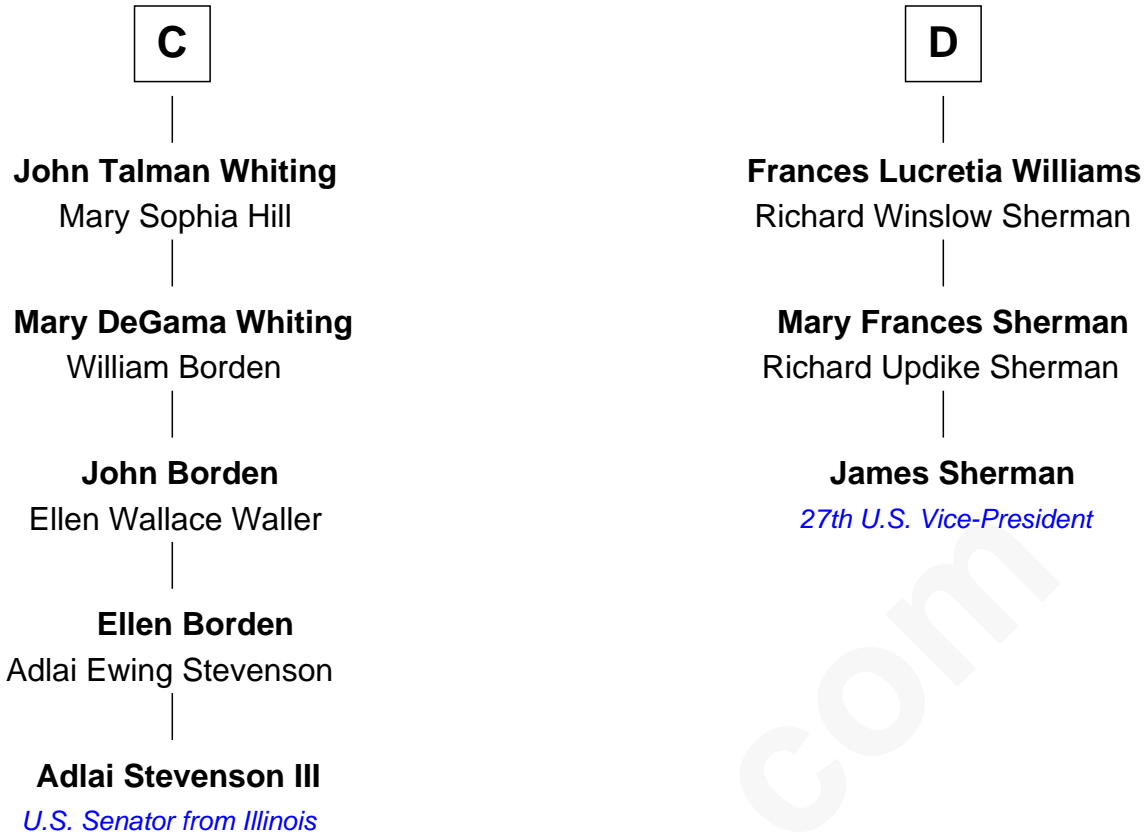 C
John Talman Whiting
Mary Sophia Hill
Mary DeGama Whiting
William Borden
John Borden
Ellen Wallace Waller
Ellen Borden
Adlai Ewing Stevenson
Adlai Stevenson III
U.S. Senator from Illinois
D
Frances Lucretia Williams
Richard Winslow Sherman
Mary Frances Sherman
Richard Updike Sherman
James Sherman
27th U.S. Vice-President
com